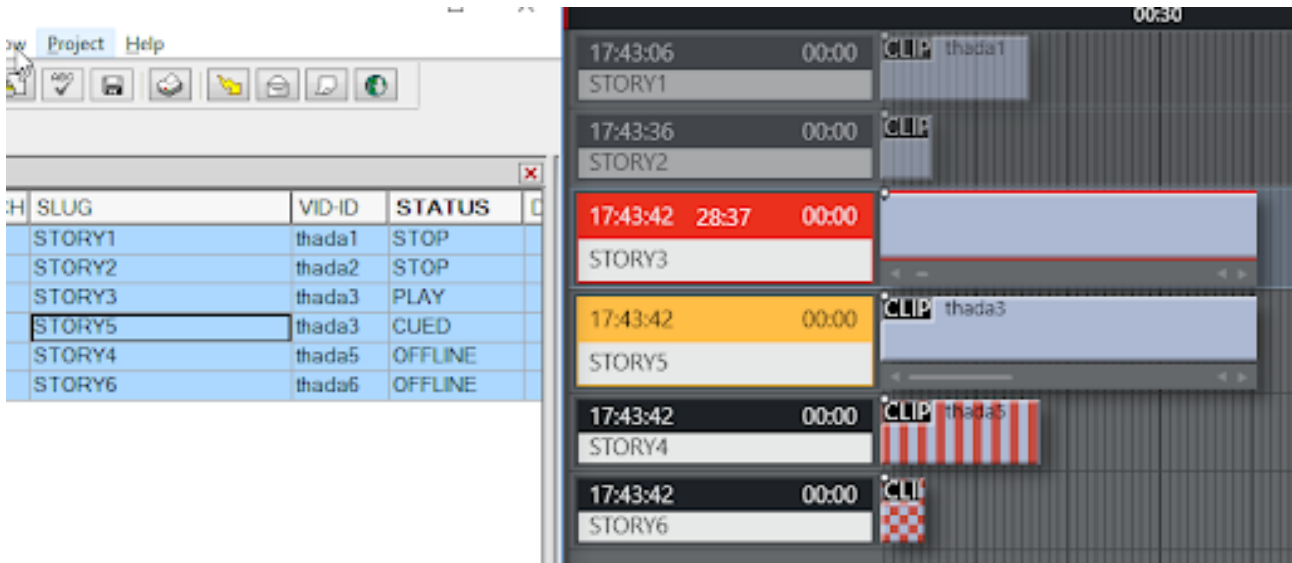 Project Help
SLUG VID-ID STATUS
STORY1 thada1 STOP
STORY2 thada2 STOP
STORY3 thada3 PLAY
STORY5 thada3 CUED
STORY4 thada5 OFFLINE
STORY6 thada6 OFFLINE
00:30
17:43:06 00:00 CLIP thada1
STORY1
17:43:36 00:00 CLIP
STORY2
17:43:42 28:37 00:00
STORY3
17:43:42 00:00 CLIP thada3
STORY5
17:43:42 00:00 CLIP thada5
STORY4
17:43:42 00:00
STORY6